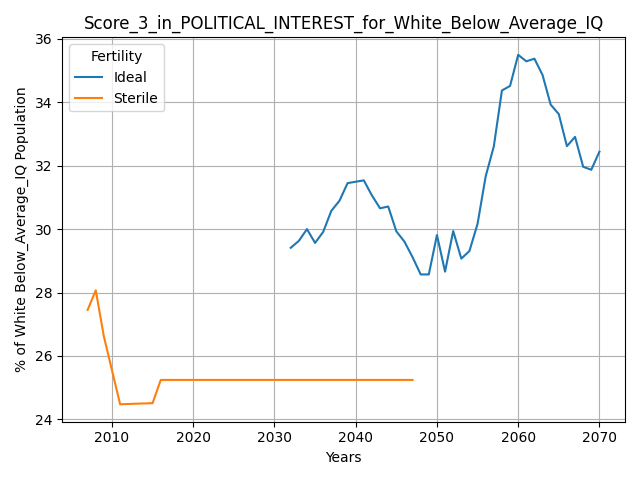 Score_3_in_POLITICAL_INTEREST_for_White_Below_Average_IQ
36
34
32
30
28
26
24
% of White Below_Average_IQ Population
Fertility
Ideal
Sterile
2010
2020
2030
2040
2050
2060
2070
Years